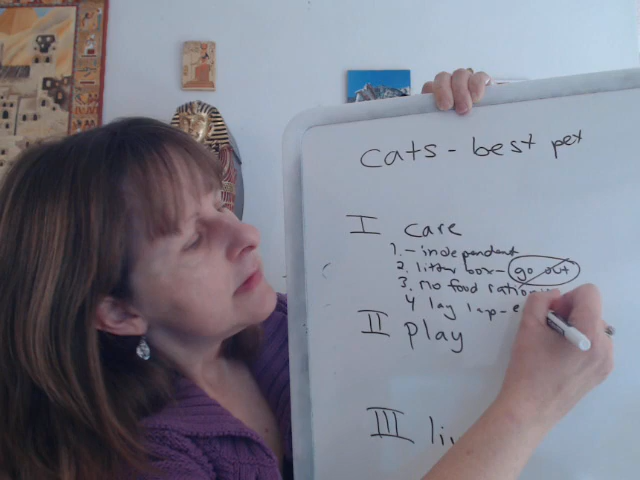 cats - best pet
I care
1. - independent
2. litter box - go out
3. no food ration
4 lay lap - e
II play
III li